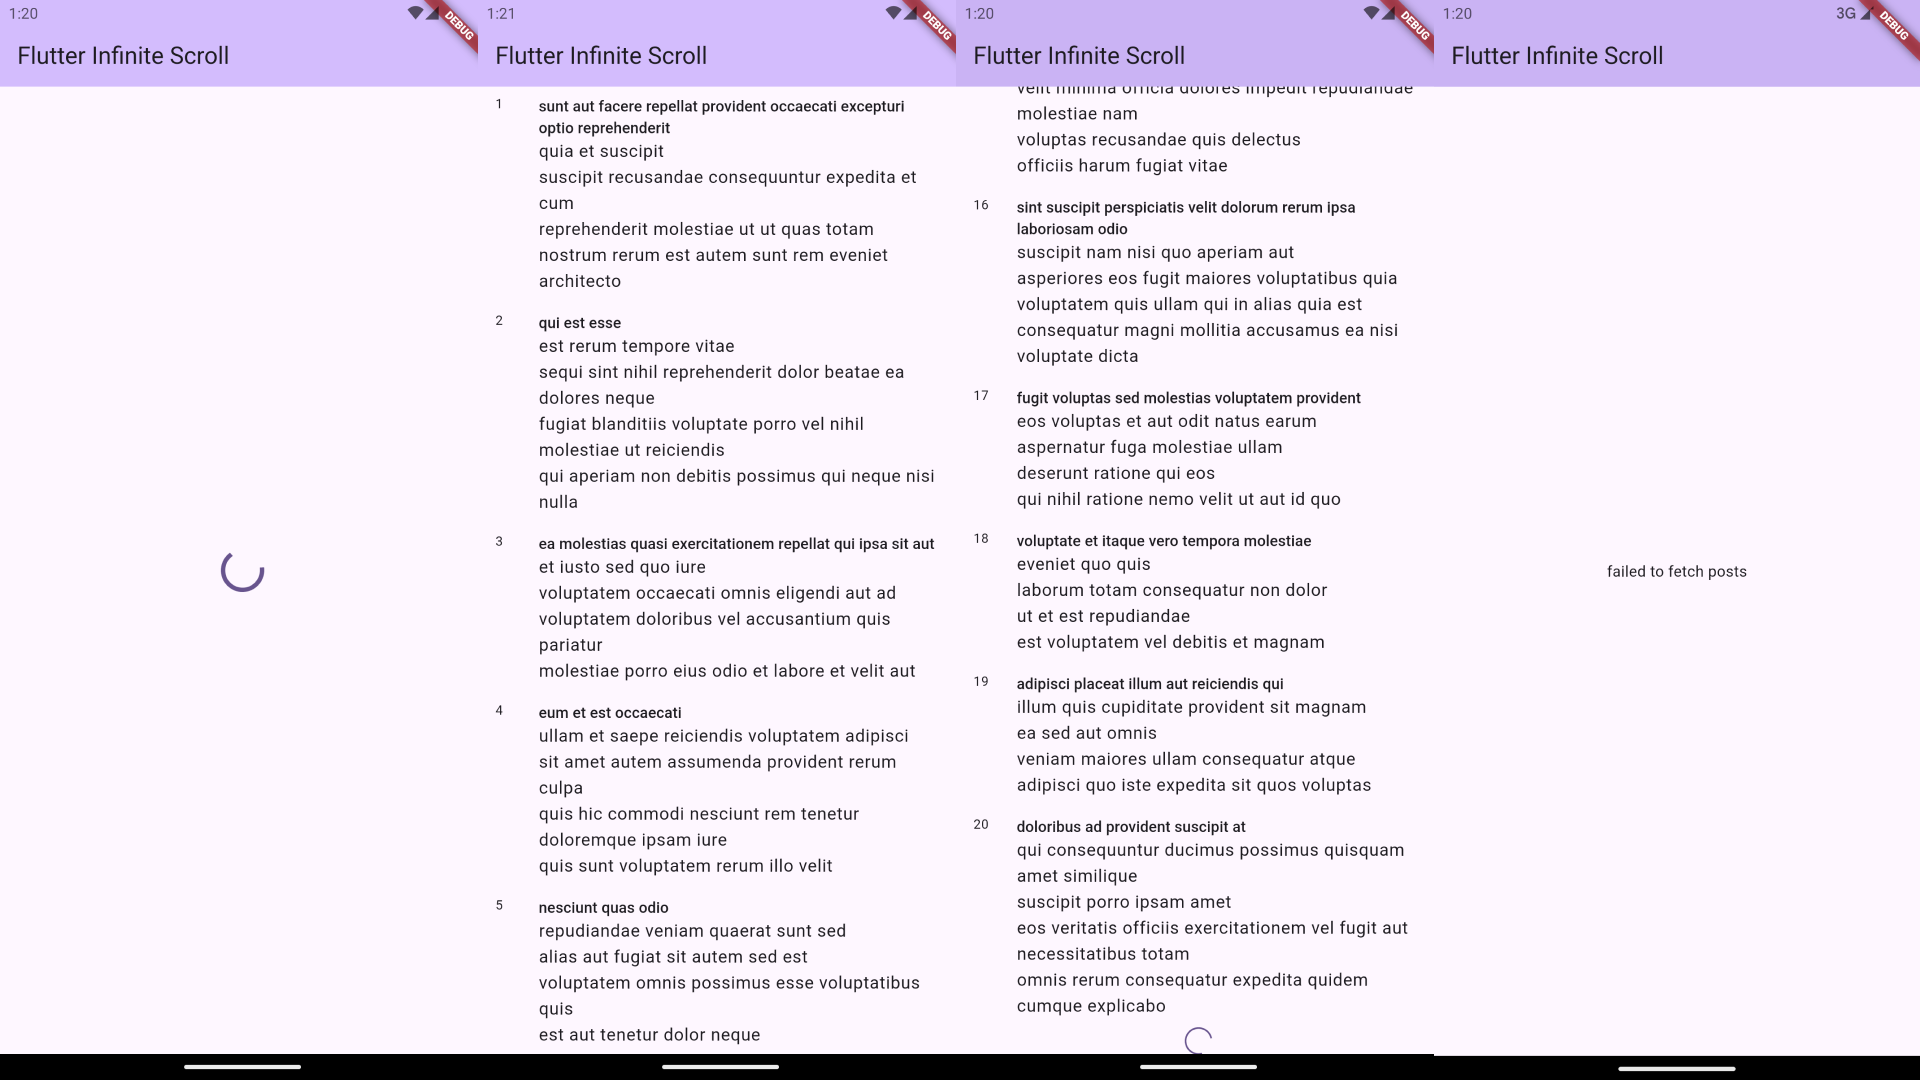 1:20
DEBUG
Flutter Infinite Scroll
1:21
DEBUG
Flutter Infinite Scroll
1
sunt aut facere repellat provident occaecati excepturi
optio reprehenderit
quia et suscipit
suscipit recusandae consequuntur expedita et
cum
reprehenderit molestiae ut ut quas totam
nostrum rerum est autem sunt rem eveniet
architecto
2
qui est esse
est rerum tempore vitae
sequi sint nihil reprehenderit dolor beatae ea
dolores neque
fugiat blanditiis voluptate porro vel nihil
molestiae ut reiciendis
qui aperiam non debitis possimus qui neque nisi
nulla
3
ea molestias quasi exercitationem repellat qui ipsa sit aut
et iusto sed quo iure
voluptatem occaecati omnis eligendi aut ad
voluptatem doloribus vel accusantium quis
pariatur
molestiae porro eius odio et labore et velit aut
4
eum et est occaecati
ullam et saepe reiciendis voluptatem adipisci
sit amet autem assumenda provident rerum
culpa
quis hic commodi nesciunt rem tenetur
doloremque ipsam iure
quis sunt voluptatem rerum illo velit
5
nesciunt quas odio
repudiandae veniam quaerat sunt sed
alias aut fugiat sit autem sed est
voluptatem omnis possimus esse voluptatibus
quis
est aut tenetur dolor neque
1:20
DEBUG
Flutter Infinite Scroll
velit minima officia dolores impedit repudiandae
molestiae nam
voluptas recusandae quis delectus
officiis harum fugiat vitae
16
sint suscipit perspiciatis velit dolorum rerum ipsa
laboriosam odio
suscipit nam nisi quo aperiam aut
asperiores eos fugit maiores voluptatibus quia
voluptatem quis ullam qui in alias quia est
consequatur magni mollitia accusamus ea nisi
voluptate dicta
17
fugit voluptas sed molestias voluptatem provident
eos voluptas et aut odit natus earum
aspernatur fuga molestiae ullam
deserunt ratione qui eos
qui nihil ratione nemo velit ut aut id quo
18
voluptate et itaque vero tempora molestiae
eveniet quo quis
laborum totam consequatur non dolor
ut et est repudiandae
est voluptatem vel debitis et magnam
19
adipisci placeat illum aut reiciendis qui
illum quis cupiditate provident sit magnam
ea sed aut omnis
veniam maiores ullam consequatur atque
adipisci quo iste expedita sit quos voluptas
20
doloribus ad provident suscipit at
qui consequuntur ducimus possimus quisquam
amet similique
suscipit porro ipsam amet
eos veritatis officiis exercitationem vel fugit aut
necessitatibus totam
omnis rerum consequatur expedita quidem
cumque explicabo
1:20
3G
DEBUG
Flutter Infinite Scroll
failed to fetch posts